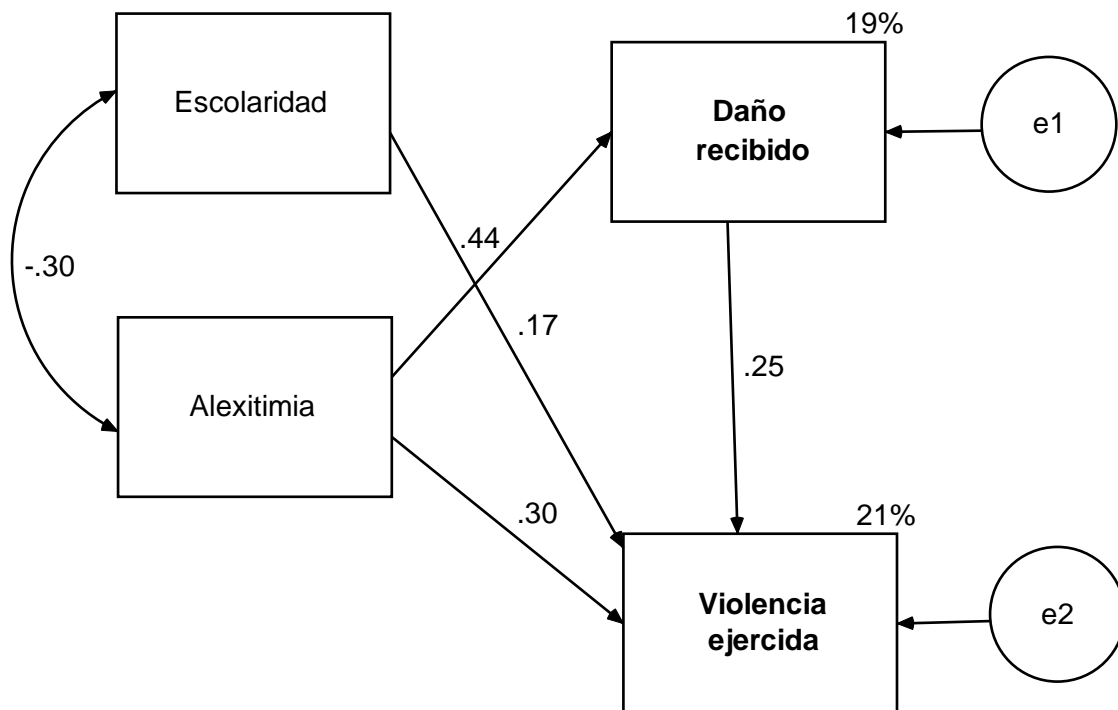 19%
Escolaridad
Daño
recibido
e1
.44
-.30
.17
.25
Alexitimia
.30
21%
Violencia
ejercida
e2